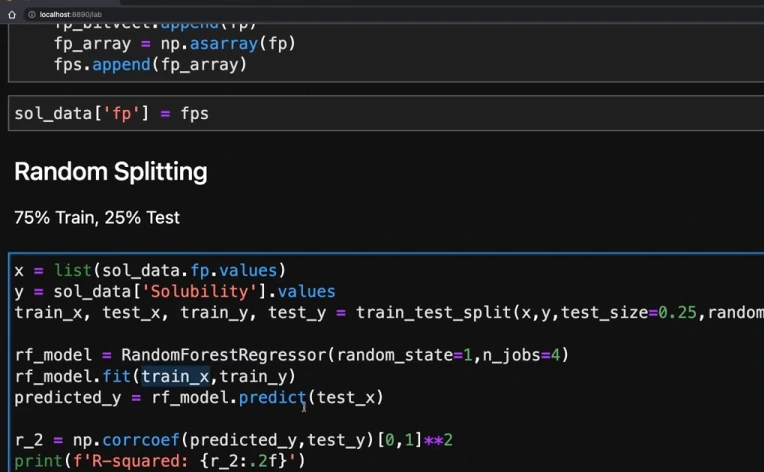 localhost:8890/lab
fp_bitvect.append(fp)
fp_array = np.asarray(fp)
fps.append(fp_array)
sol_data['fp'] = fps
Random Splitting
75% Train, 25% Test
x = list(sol_data.fp.values)
y = sol_data['Solubility'].values
train_x, test_x, train_y, test_y = train_test_split(x,y,test_size=0.25,random
rf_model = RandomForestRegressor(random_state=1,n_jobs=4)
rf_model.fit(train_x,train_y)
predicted_y = rf_model.predict(test_x)
r_2 = np.corrcoef(predicted_y,test_y)[0,1]**2
print(f'R-squared: {r_2:.2f}')